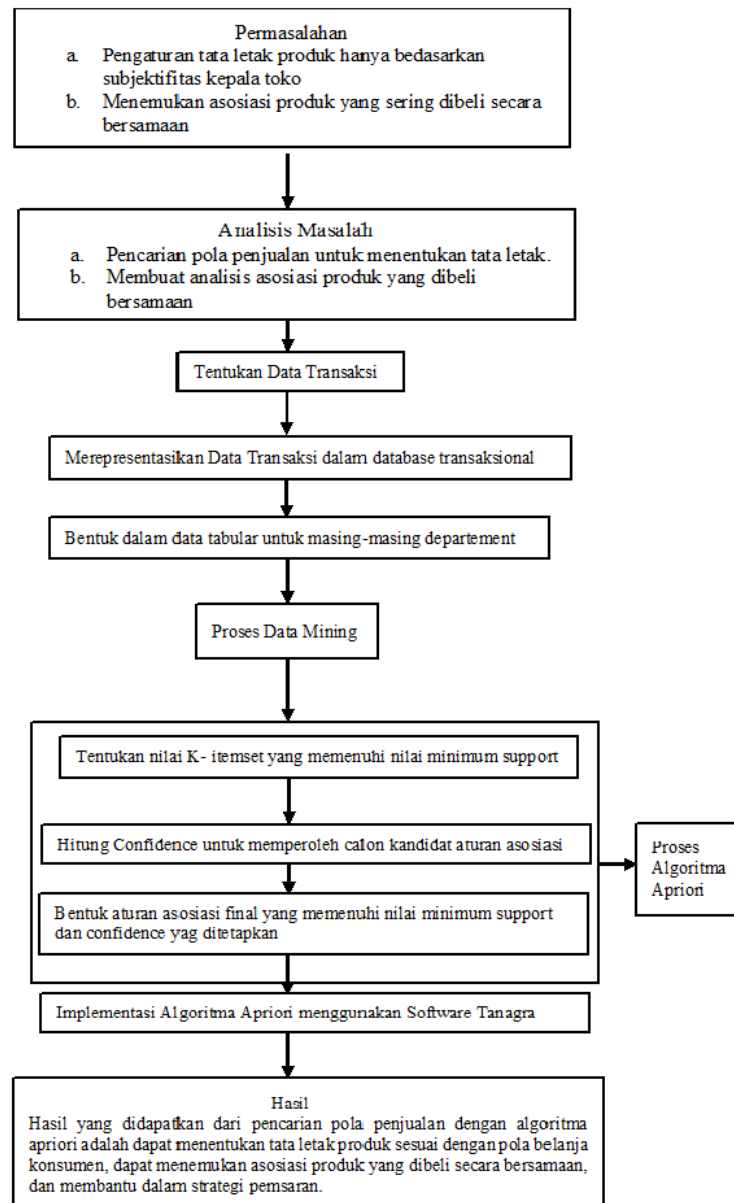 Permasalahan
a. Pengaturan tata letak produk hanya bedasarkan
subjektifitas kepala toko
b. Menemukan asosiasi produk yang sering dibeli secara
bersamaan
Analisis Masalah
a. Pencarian pola penjualan untuk menentukan tata letak.
b. Membuat analisis asosiasi produk yang dibeli
bersamaan
Tentukan Data Transaksi
Merepresentasikan Data Transaksi dalam database transaksional
Bentuk dalam data tabular untuk masing-masing departement
Proses Data Mining
Tentukan nilai K- itemset yang memenuhi nilai minimum support
Hitung Confidence untuk memperoleh calon kandidat aturan asosiasi
Bentuk aturan asosiasi final yang memenuhi nilai minimum support
dan confidence yag ditetapkan
Proses
Algoritma
Apriori
Implementasi Algoritma Apriori menggunakan Software Tanagra
Hasil
Hasil yang didapatkan dari pencarian pola penjualan dengan algoritma
apriori adalah dapat menentukan tata letak produk sesuai dengan pola belanja
konsumen, dapat menemukan asosiasi produk yang dibeli secara bersamaan,
dan membantu dalam strategi pemsaran.